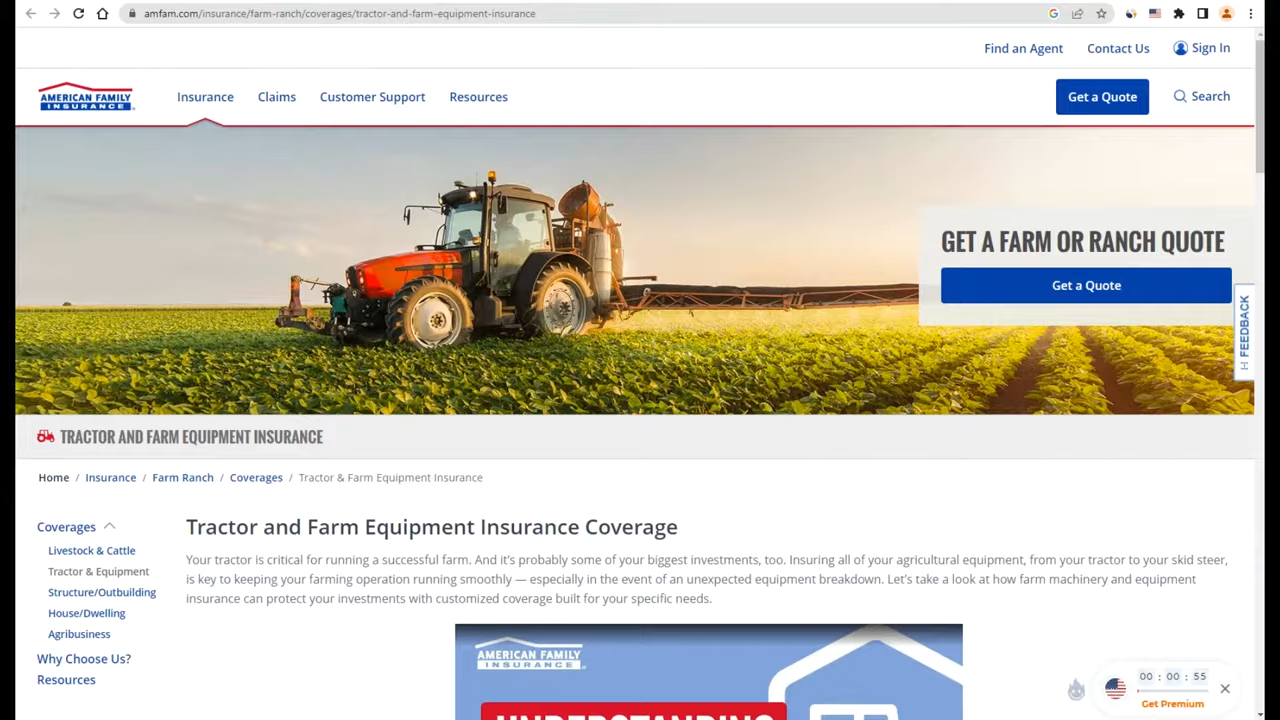 amfam.com/insurance/farm-ranch/coverages/tractor-and-farm-equipment-insurance
Find an Agent Contact Us Sign In
AMERICAN FAMILY
INSURANCE
Insurance Claims Customer Support Resources Get a Quote Search
GET A FARM OR RANCH QUOTE
Get a Quote
FEEDBACK
TRACTOR AND FARM EQUIPMENT INSURANCE
Home / Insurance / Farm Ranch / Coverages / Tractor & Farm Equipment Insurance
Coverages
Livestock & Cattle
Tractor & Equipment
Structure/Outbuilding
House/Dwelling
Agribusiness
Why Choose Us?
Resources
Tractor and Farm Equipment Insurance Coverage
Your tractor is critical for running a successful farm. And it's probably some of your biggest investments, too. Insuring all of your agricultural equipment, from your tractor to your skid steer,
is key to keeping your farming operation running smoothly — especially in the event of an unexpected equipment breakdown. Let's take a look at how farm machinery and equipment
insurance can protect your investments with customized coverage built for your specific needs.
AMERICAN FAMILY
INSURANCE
UNDERSTANDING
00 : 00 : 55
Get Premium